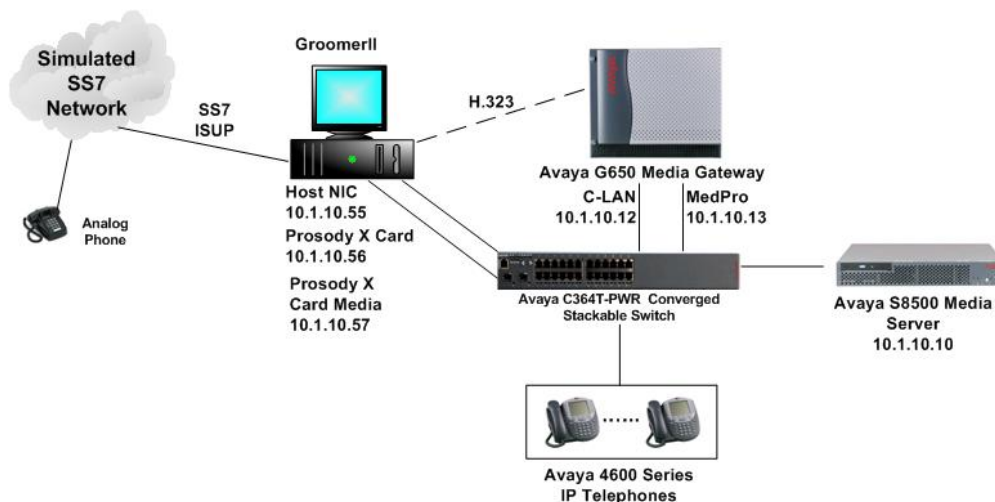 Simulated
SS7
Network
Analog
Phone
SS7
ISUP
GroomerII
Host NIC
10.1.10.55
Prosody X Card
10.1.10.56
Prosody X
Card Media
10.1.10.57
H.323
Avaya G650 Media Gateway
C-LAN
10.1.10.12
MedPro
10.1.10.13
Avaya C364T-PWR Converged
Stackable Switch
Avaya S8500 Media
Server
10.1.10.10
......
Avaya 4600 Series
IP Telephones